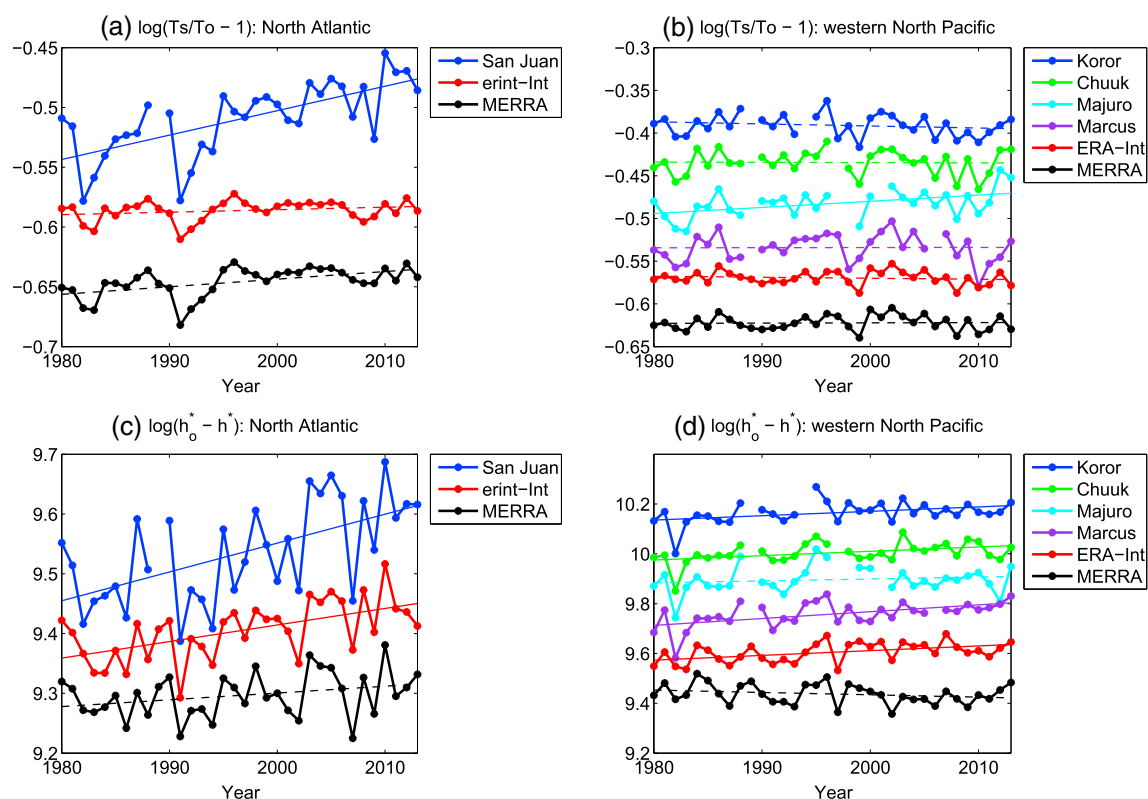 (a) log(Ts/To − 1): North Atlantic
−0.45
−0.5
−0.55
−0.6
−0.65
−0.7
1980 1990 2000 2010
Year
San Juan
erint−Int
MERRA
(b) log(Ts/To − 1): western North Pacific
−0.3
−0.35
−0.4
−0.45
−0.5
−0.55
−0.6
−0.65
1980 1990 2000 2010
Year
Koror
Chuuk
Majuro
Marcus
ERA−Int
MERRA
(c) log(h*o − h*): North Atlantic
9.7
9.6
9.5
9.4
9.3
9.2
1980 1990 2000 2010
Year
San Juan
erint−Int
MERRA
(d) log(h*o − h*): western North Pacific
10.2
10
9.8
9.6
9.4
9.2
1980 1990 2000 2010
Year
Koror
Chuuk
Majuro
Marcus
ERA−Int
MERRA